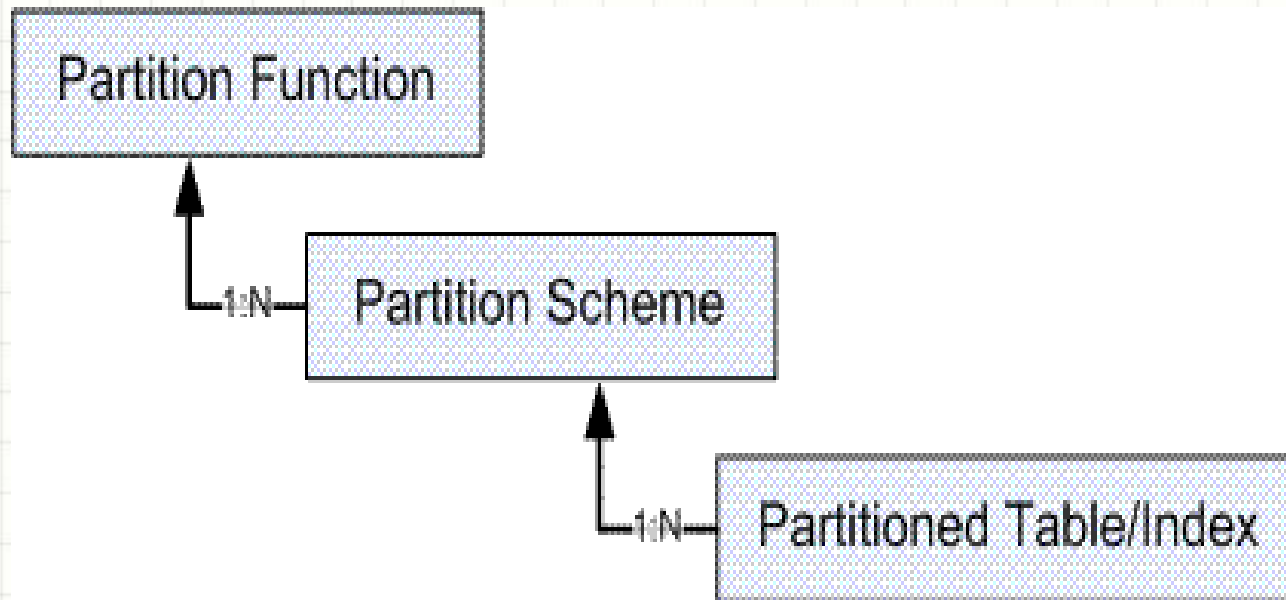 Partition Function
1:N
Partition Scheme
1:N
Partitioned Table/Index